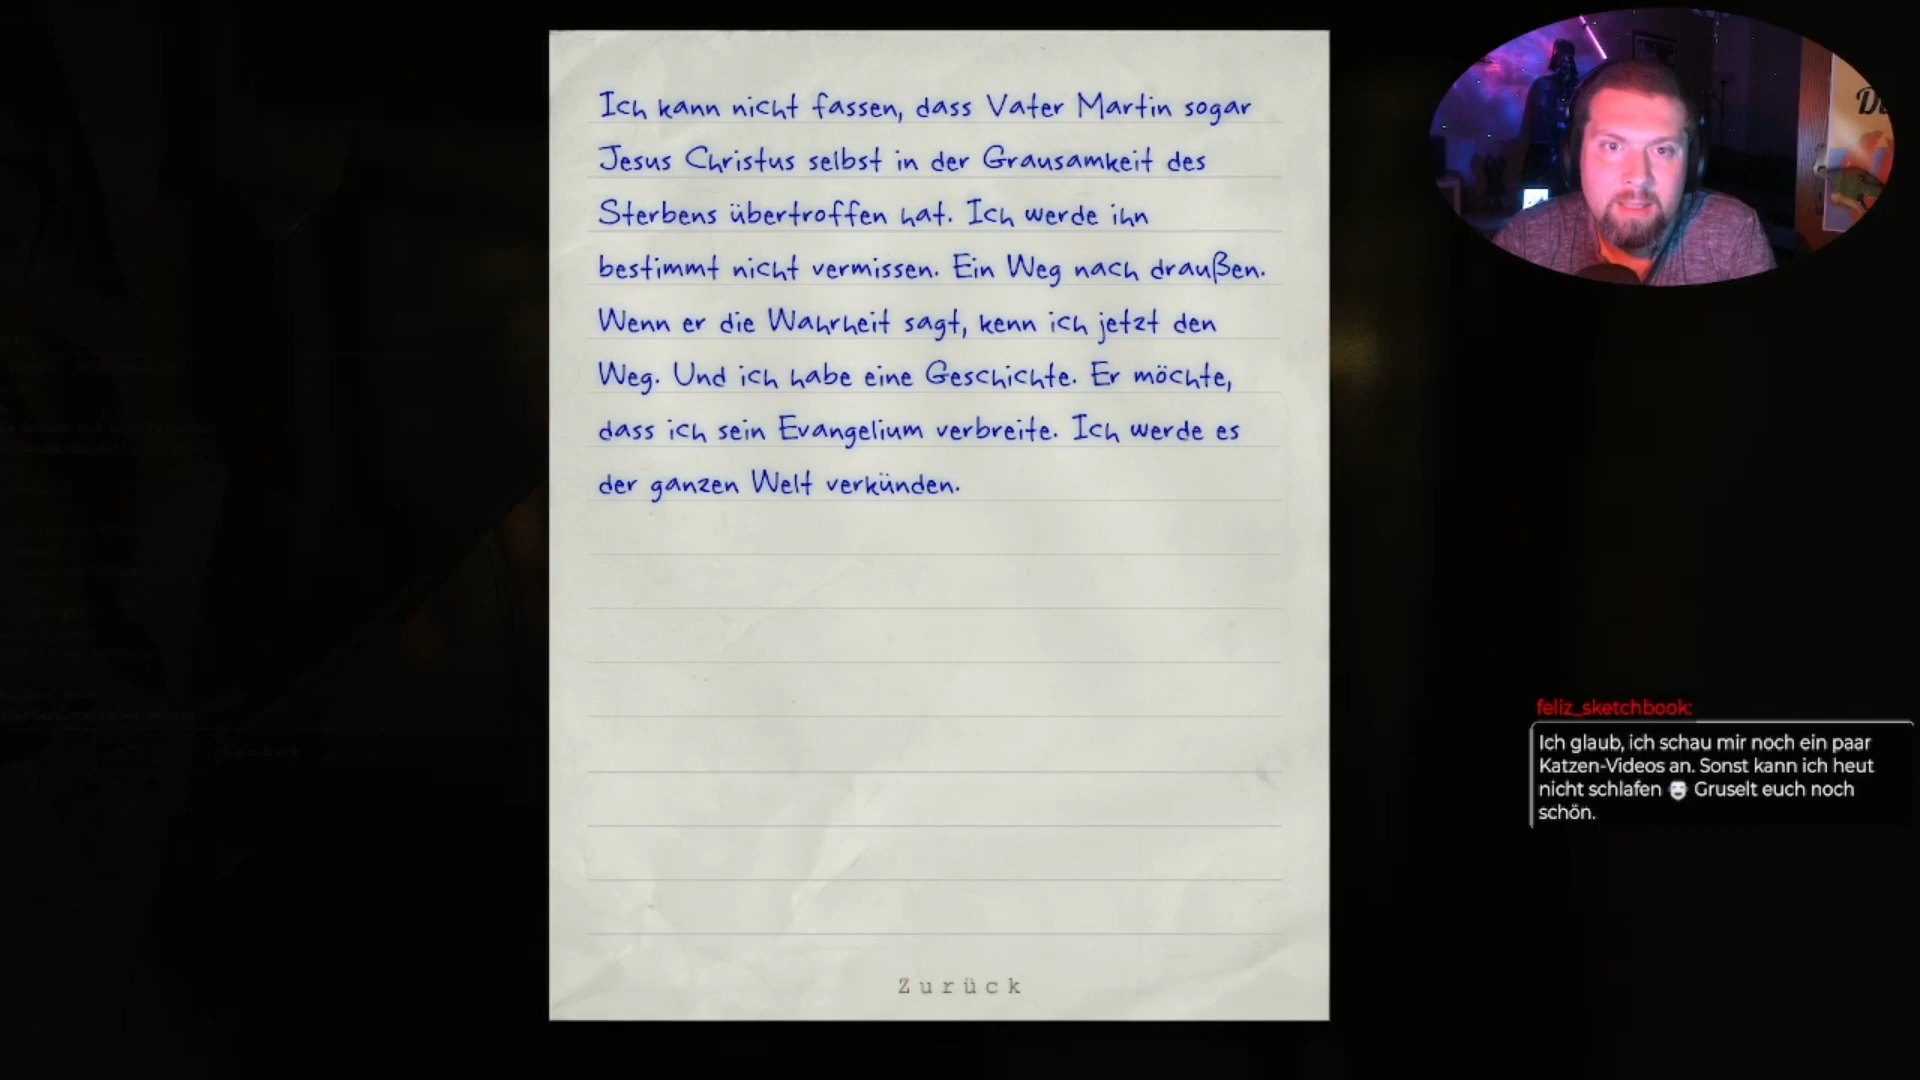 Ich kann nicht fassen, dass Vater Martin sogar
Jesus Christus selbst in der Grausamkeit des
Sterbens übertroffen hat. Ich werde ihn
bestimmt nicht vermissen. Ein Weg nach draußen.
Wenn er die Wahrheit sagt, kenn ich jetzt den
Weg. Und ich habe eine Geschichte. Er möchte,
dass ich sein Evangelium verbreite. Ich werde es
der ganzen Welt verkünden.
Zurück
feliz_sketchbook:
Ich glaub, ich schau mir noch ein paar
Katzen-Videos an. Sonst kann ich heut
nicht schlafen Gruselt euch noch
schön.